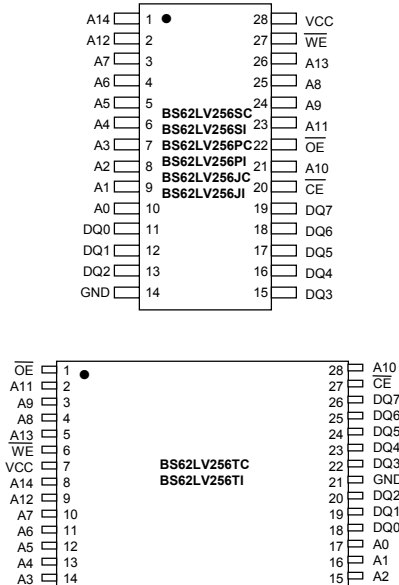 A14 1 28 VCC
A12 2 27 WE
A7 3 26 A13
A6 4 25 A8
A5 5 24 A9
BS62LV256SC
A4 6 23 A11
BS62LV256SI
A3 7 BS62LV256PC 22 OE
A2 8 BS62LV256PI 21 A10
BS62LV256JC
A1 9 20 CE
BS62LV256JI
A0 10 19 DQ7
DQ0 11 18 DQ6
DQ1 12 17 DQ5
DQ2 13 16 DQ4
GND 14 15 DQ3
OE 1 28 A10
A11 2 27 CE
A9 3 26 DQ7
A8 4 25 DQ6
A13 5 24 DQ5
WE 6 23 DQ4
VCC 7 BS62LV256TC 22 DQ3
A14 8 BS62LV256TI 21 GND
A12 9 20 DQ2
A7 10 19 DQ1
A6 11 18 DQ0
A5 12 17 A0
A4 13 16 A1
A3 14 15 A2